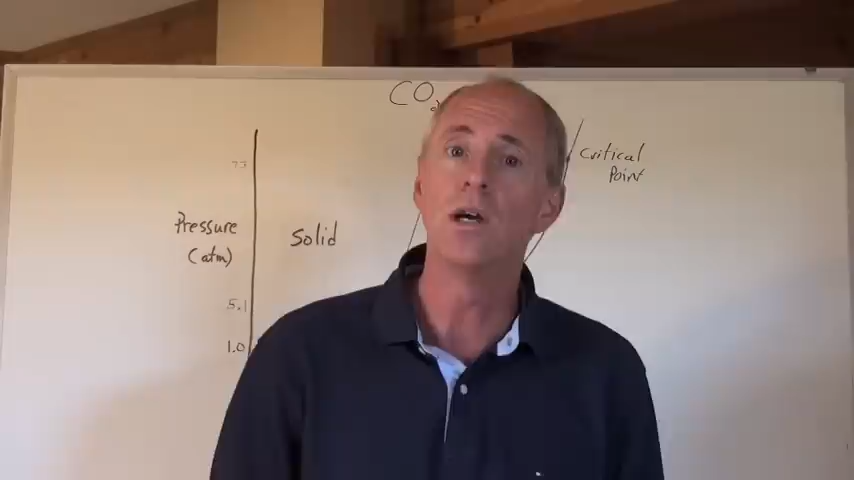 CO₂
73
Critical
Point
Pressure
(atm)
Solid
5.1
1.0